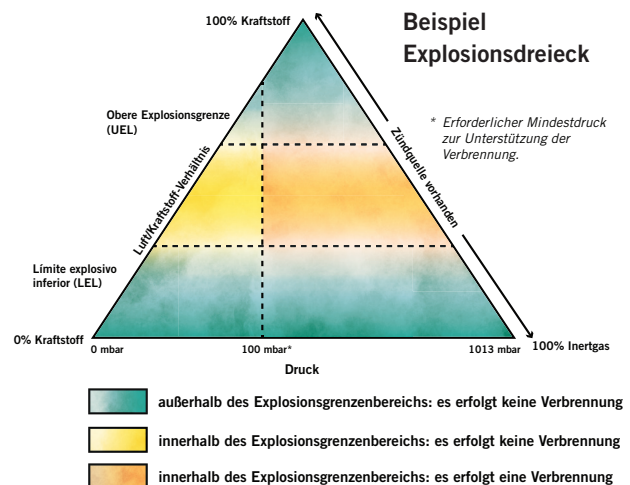 Beispiel
Explosionsdreieck
100% Kraftstoff
* Erforderlicher Mindestdruck
zur Unterstützung der
Verbrennung.
Obere Explosionsgrenze
(UEL)
Luft/Kraftstoff-Verhältnis
Zündquelle vorhanden
Límite explosivo
inferior (LEL)
0% Kraftstoff
100% Inertgas
0 mbar
100 mbar*
1013 mbar
Druck
außerhalb des Explosionsgrenzenbereichs: es erfolgt keine Verbrennung
innerhalb des Explosionsgrenzenbereichs: es erfolgt keine Verbrennung
innerhalb des Explosionsgrenzenbereichs: es erfolgt eine Verbrennung